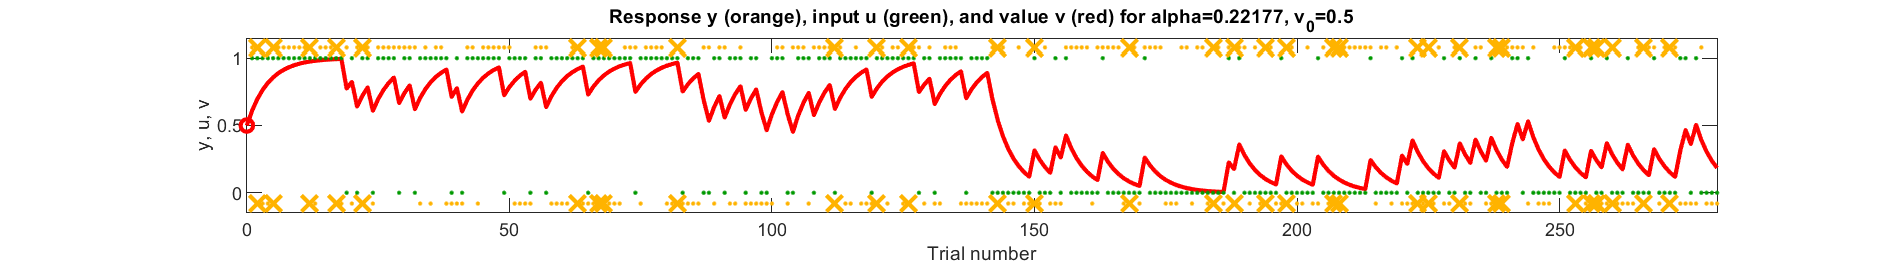 Response y (orange), input u (green), and value v (red) for alpha=0.22177, v0=0.5
y, u, v
1
0.5
0
0 50 100 150 200 250
Trial number